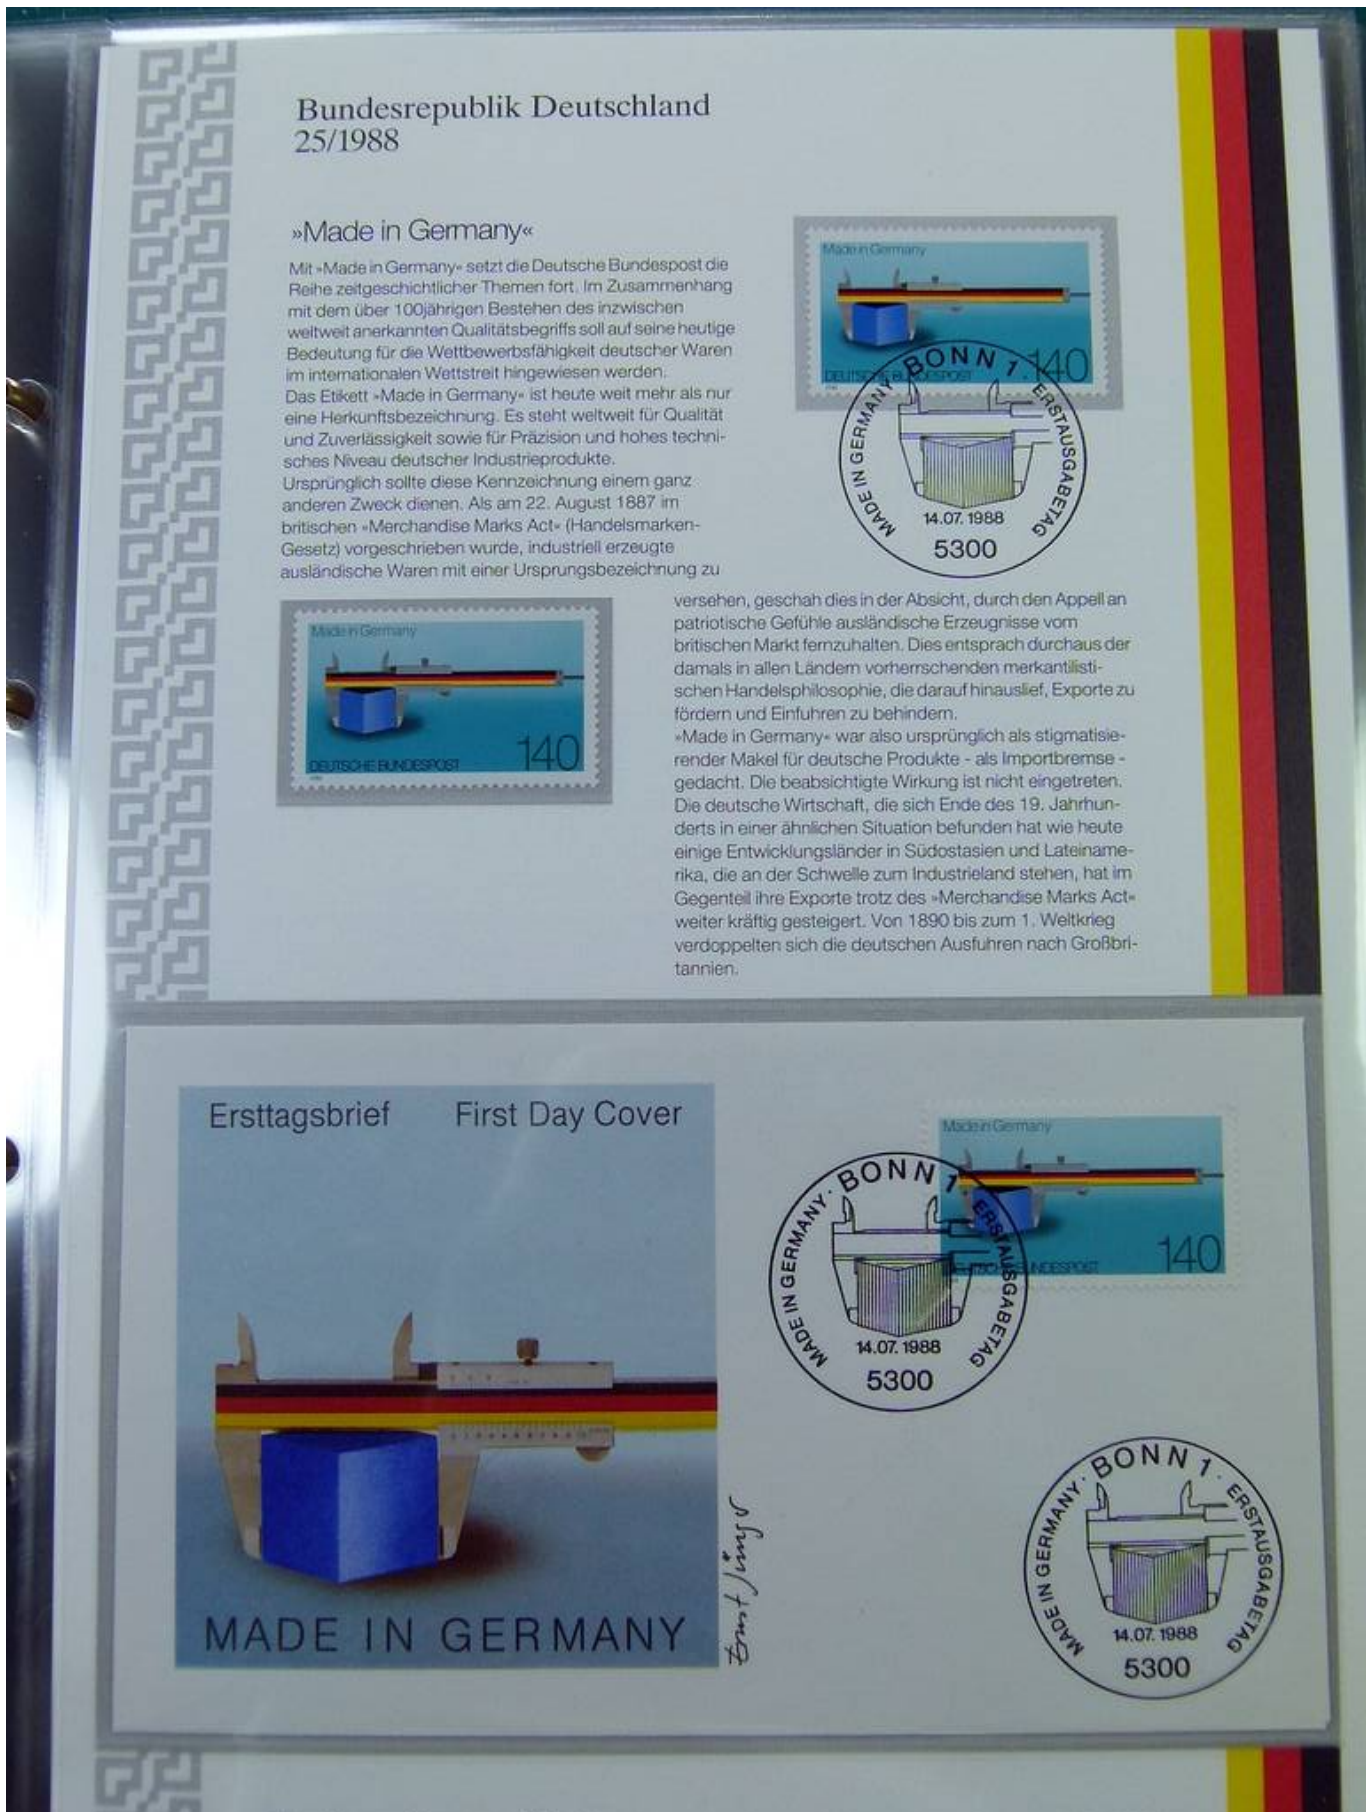 Bundesrepublik Deutschland
25/1988
»Made in Germany«
Mit »Made in Germany« setzt die Deutsche Bundespost die
Reihe zeitgeschichtlicher Themen fort. Im Zusammenhang
mit dem über 100jährigen Bestehen des inzwischen
weltweit anerkannten Qualitätsbegriffs soll auf seine heutige
Bedeutung für die Wettbewerbsfähigkeit deutscher Waren
im internationalen Wettstreit hingewiesen werden.
Das Etikett »Made in Germany« ist heute weit mehr als nur
eine Herkunftsbezeichnung. Es steht weltweit für Qualität
und Zuverlässigkeit sowie für Präzision und hohes techni-
sches Niveau deutscher Industrieprodukte.
Ursprünglich sollte diese Kennzeichnung einem ganz
anderen Zweck dienen. Als am 22. August 1887 im
britischen »Merchandise Marks Act« (Handelsmarken-
Gesetz) vorgeschrieben wurde, industriell erzeugte
ausländische Waren mit einer Ursprungsbezeichnung zu
Made in Germany
DEUTSCHE BUNDESPOST 140
MADE IN GERMANY · BONN 1 · ERSTAUSGABETAG
14.07.1988
5300
Made in Germany
DEUTSCHE BUNDESPOST 140
versehen, geschah dies in der Absicht, durch den Appell an
patriotische Gefühle ausländische Erzeugnisse vom
britischen Markt fernzuhalten. Dies entsprach durchaus der
damals in allen Ländern vorherrschenden merkantilisti-
schen Handelsphilosophie, die darauf hinauslief, Exporte zu
fördern und Einfuhren zu behindern.
»Made in Germany« war also ursprünglich als stigmatisie-
render Makel für deutsche Produkte - als Importbremse -
gedacht. Die beabsichtigte Wirkung ist nicht eingetreten.
Die deutsche Wirtschaft, die sich Ende des 19. Jahrhun-
derts in einer ähnlichen Situation befunden hat wie heute
einige Entwicklungsländer in Südostasien und Lateiname-
rika, die an der Schwelle zum Industrieland stehen, hat im
Gegenteil ihre Exporte trotz des »Merchandise Marks Act«
weiter kräftig gesteigert. Von 1890 bis zum 1. Weltkrieg
verdoppelten sich die deutschen Ausfuhren nach Großbri-
tannien.
Ersttagsbrief First Day Cover
MADE IN GERMANY
Ernst Jünger
Made in Germany
DEUTSCHE BUNDESPOST 140
MADE IN GERMANY · BONN 1 · ERSTAUSGABETAG
14.07.1988
5300
MADE IN GERMANY · BONN 1 · ERSTAUSGABETAG
14.07.1988
5300